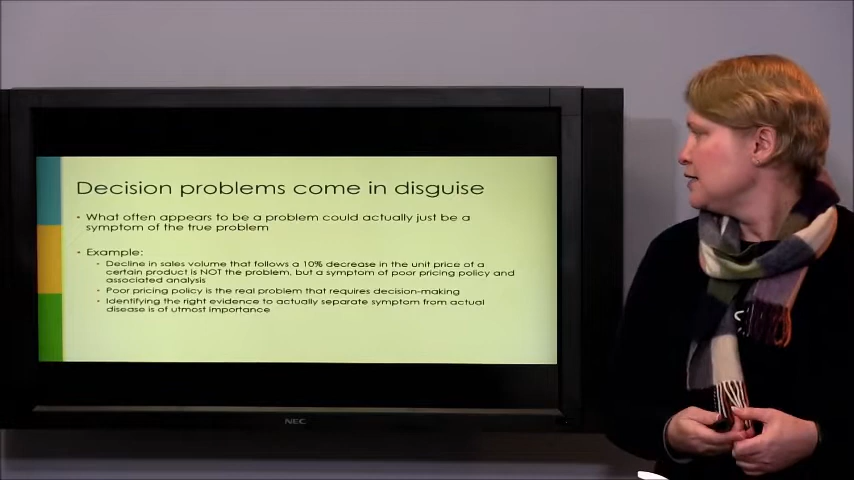 Decision problems come in disguise
• What often appears to be a problem could actually just be a
symptom of the true problem
• Example:
• Decline in sales volume that follows a 10% decrease in the unit price of a
certain product is NOT the problem, but a symptom of poor pricing policy and
associated analysis
• Poor pricing policy is the real problem that requires decision-making
• Identifying the right evidence to actually separate symptom from actual
disease is of utmost importance
NEC